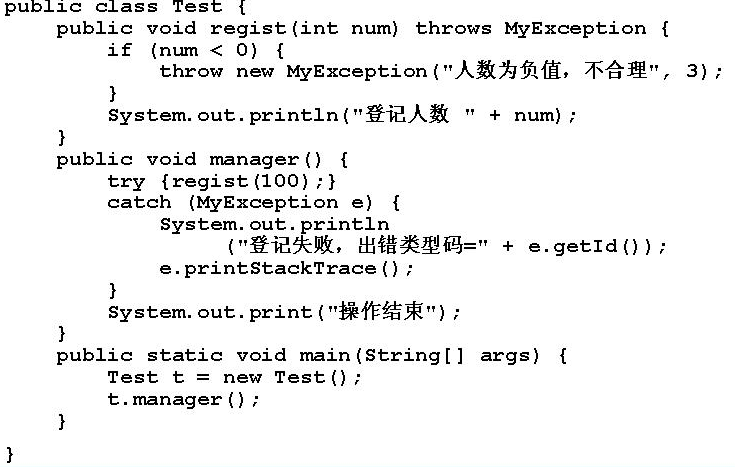 public class Test {
    public void regist(int num) throws MyException {
        if (num < 0) {
            throw new MyException("人数为负值，不合理", 3);
        }
        System.out.println("登记人数 " + num);
    }
    public void manager() {
        try {regist(100);}
        catch (MyException e) {
            System.out.println
                 ("登记失败，出错类型码=" + e.getId());
            e.printStackTrace();
        }
        System.out.print("操作结束");
    }
    public static void main(String[] args) {
        Test t = new Test();
        t.manager();
    }
}